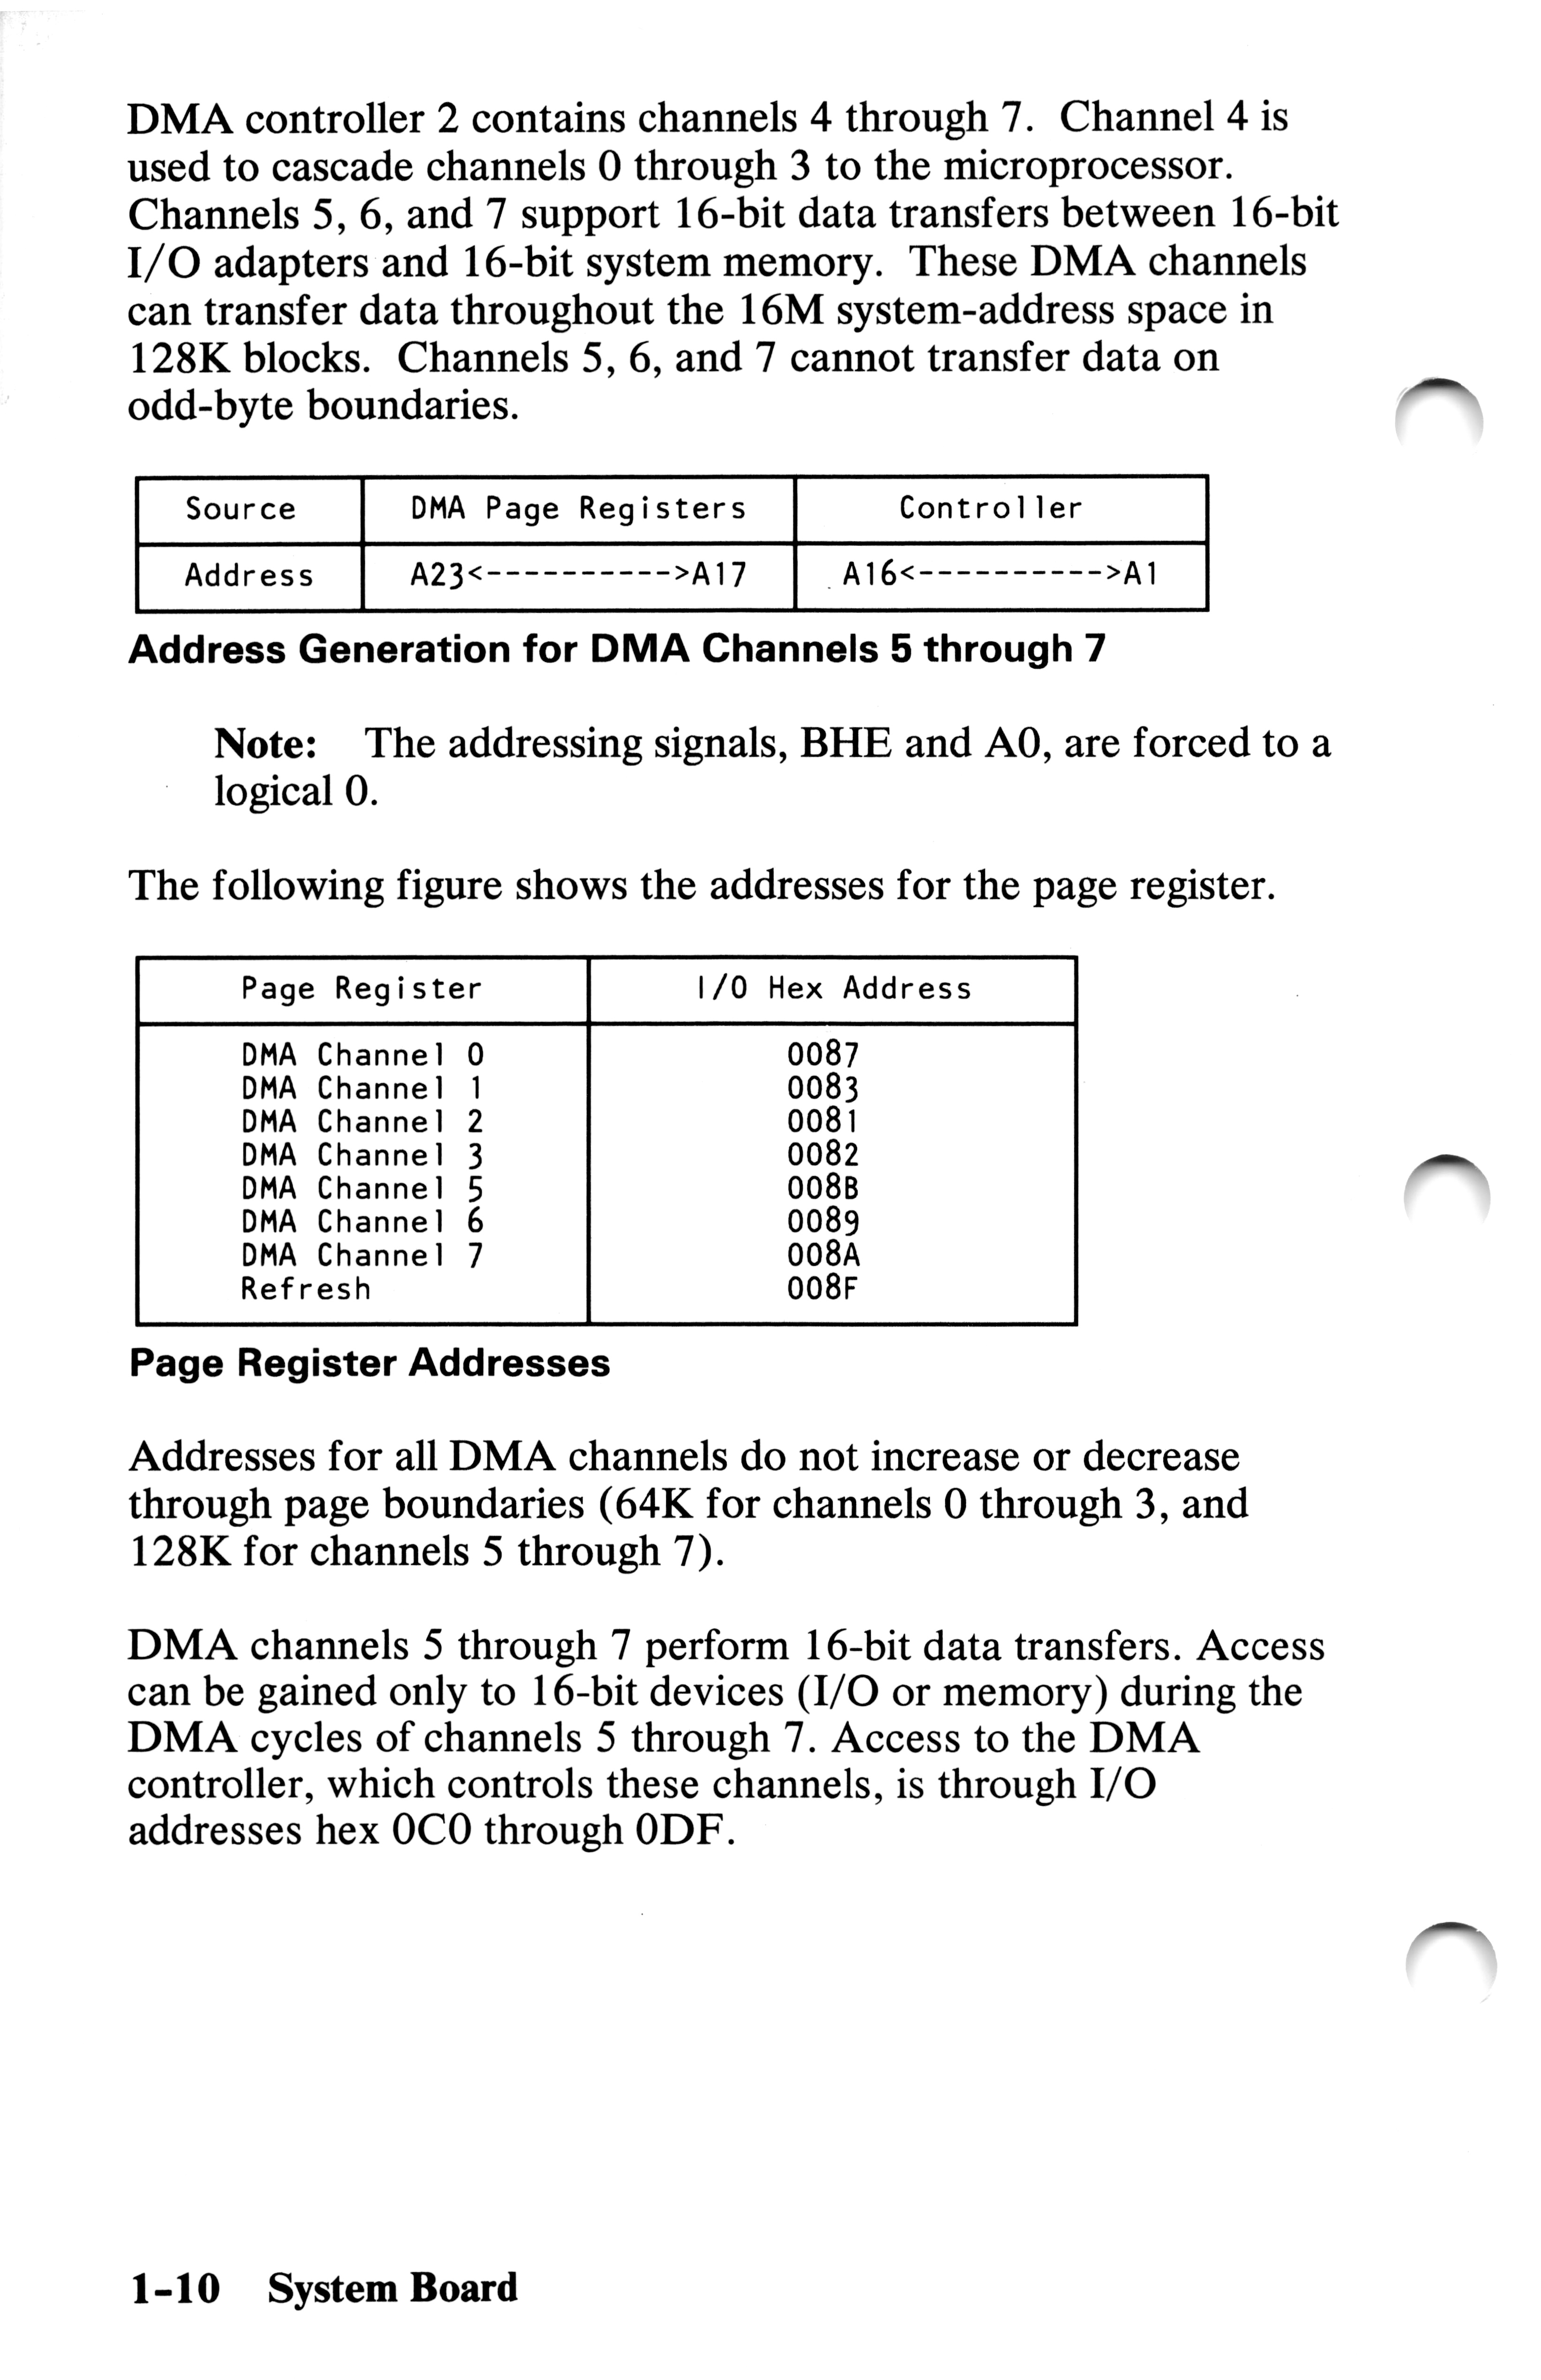 DMA controller 2 contains channels 4 through 7. Channel 4 is
used to cascade channels 0 through 3 to the microprocessor.
Channels 5, 6, and 7 support 16-bit data transfers between 16-bit
I/O adapters and 16-bit system memory. These DMA channels
can transfer data throughout the 16M system-address space in
128K blocks. Channels 5, 6, and 7 cannot transfer data on
odd-byte boundaries.
Source DMA Page Registers Controller
Address A23<----------->A17 A16<----------->A1
Address Generation for DMA Channels 5 through 7
Note: The addressing signals, BHE and A0, are forced to a
logical 0.
The following figure shows the addresses for the page register.
Page Register I/O Hex Address
DMA Channel 0 0087
DMA Channel 1 0083
DMA Channel 2 0081
DMA Channel 3 0082
DMA Channel 5 008B
DMA Channel 6 0089
DMA Channel 7 008A
Refresh 008F
Page Register Addresses
Addresses for all DMA channels do not increase or decrease
through page boundaries (64K for channels 0 through 3, and
128K for channels 5 through 7).
DMA channels 5 through 7 perform 16-bit data transfers. Access
can be gained only to 16-bit devices (I/O or memory) during the
DMA cycles of channels 5 through 7. Access to the DMA
controller, which controls these channels, is through I/O
addresses hex 0C0 through 0DF.
1-10 System Board